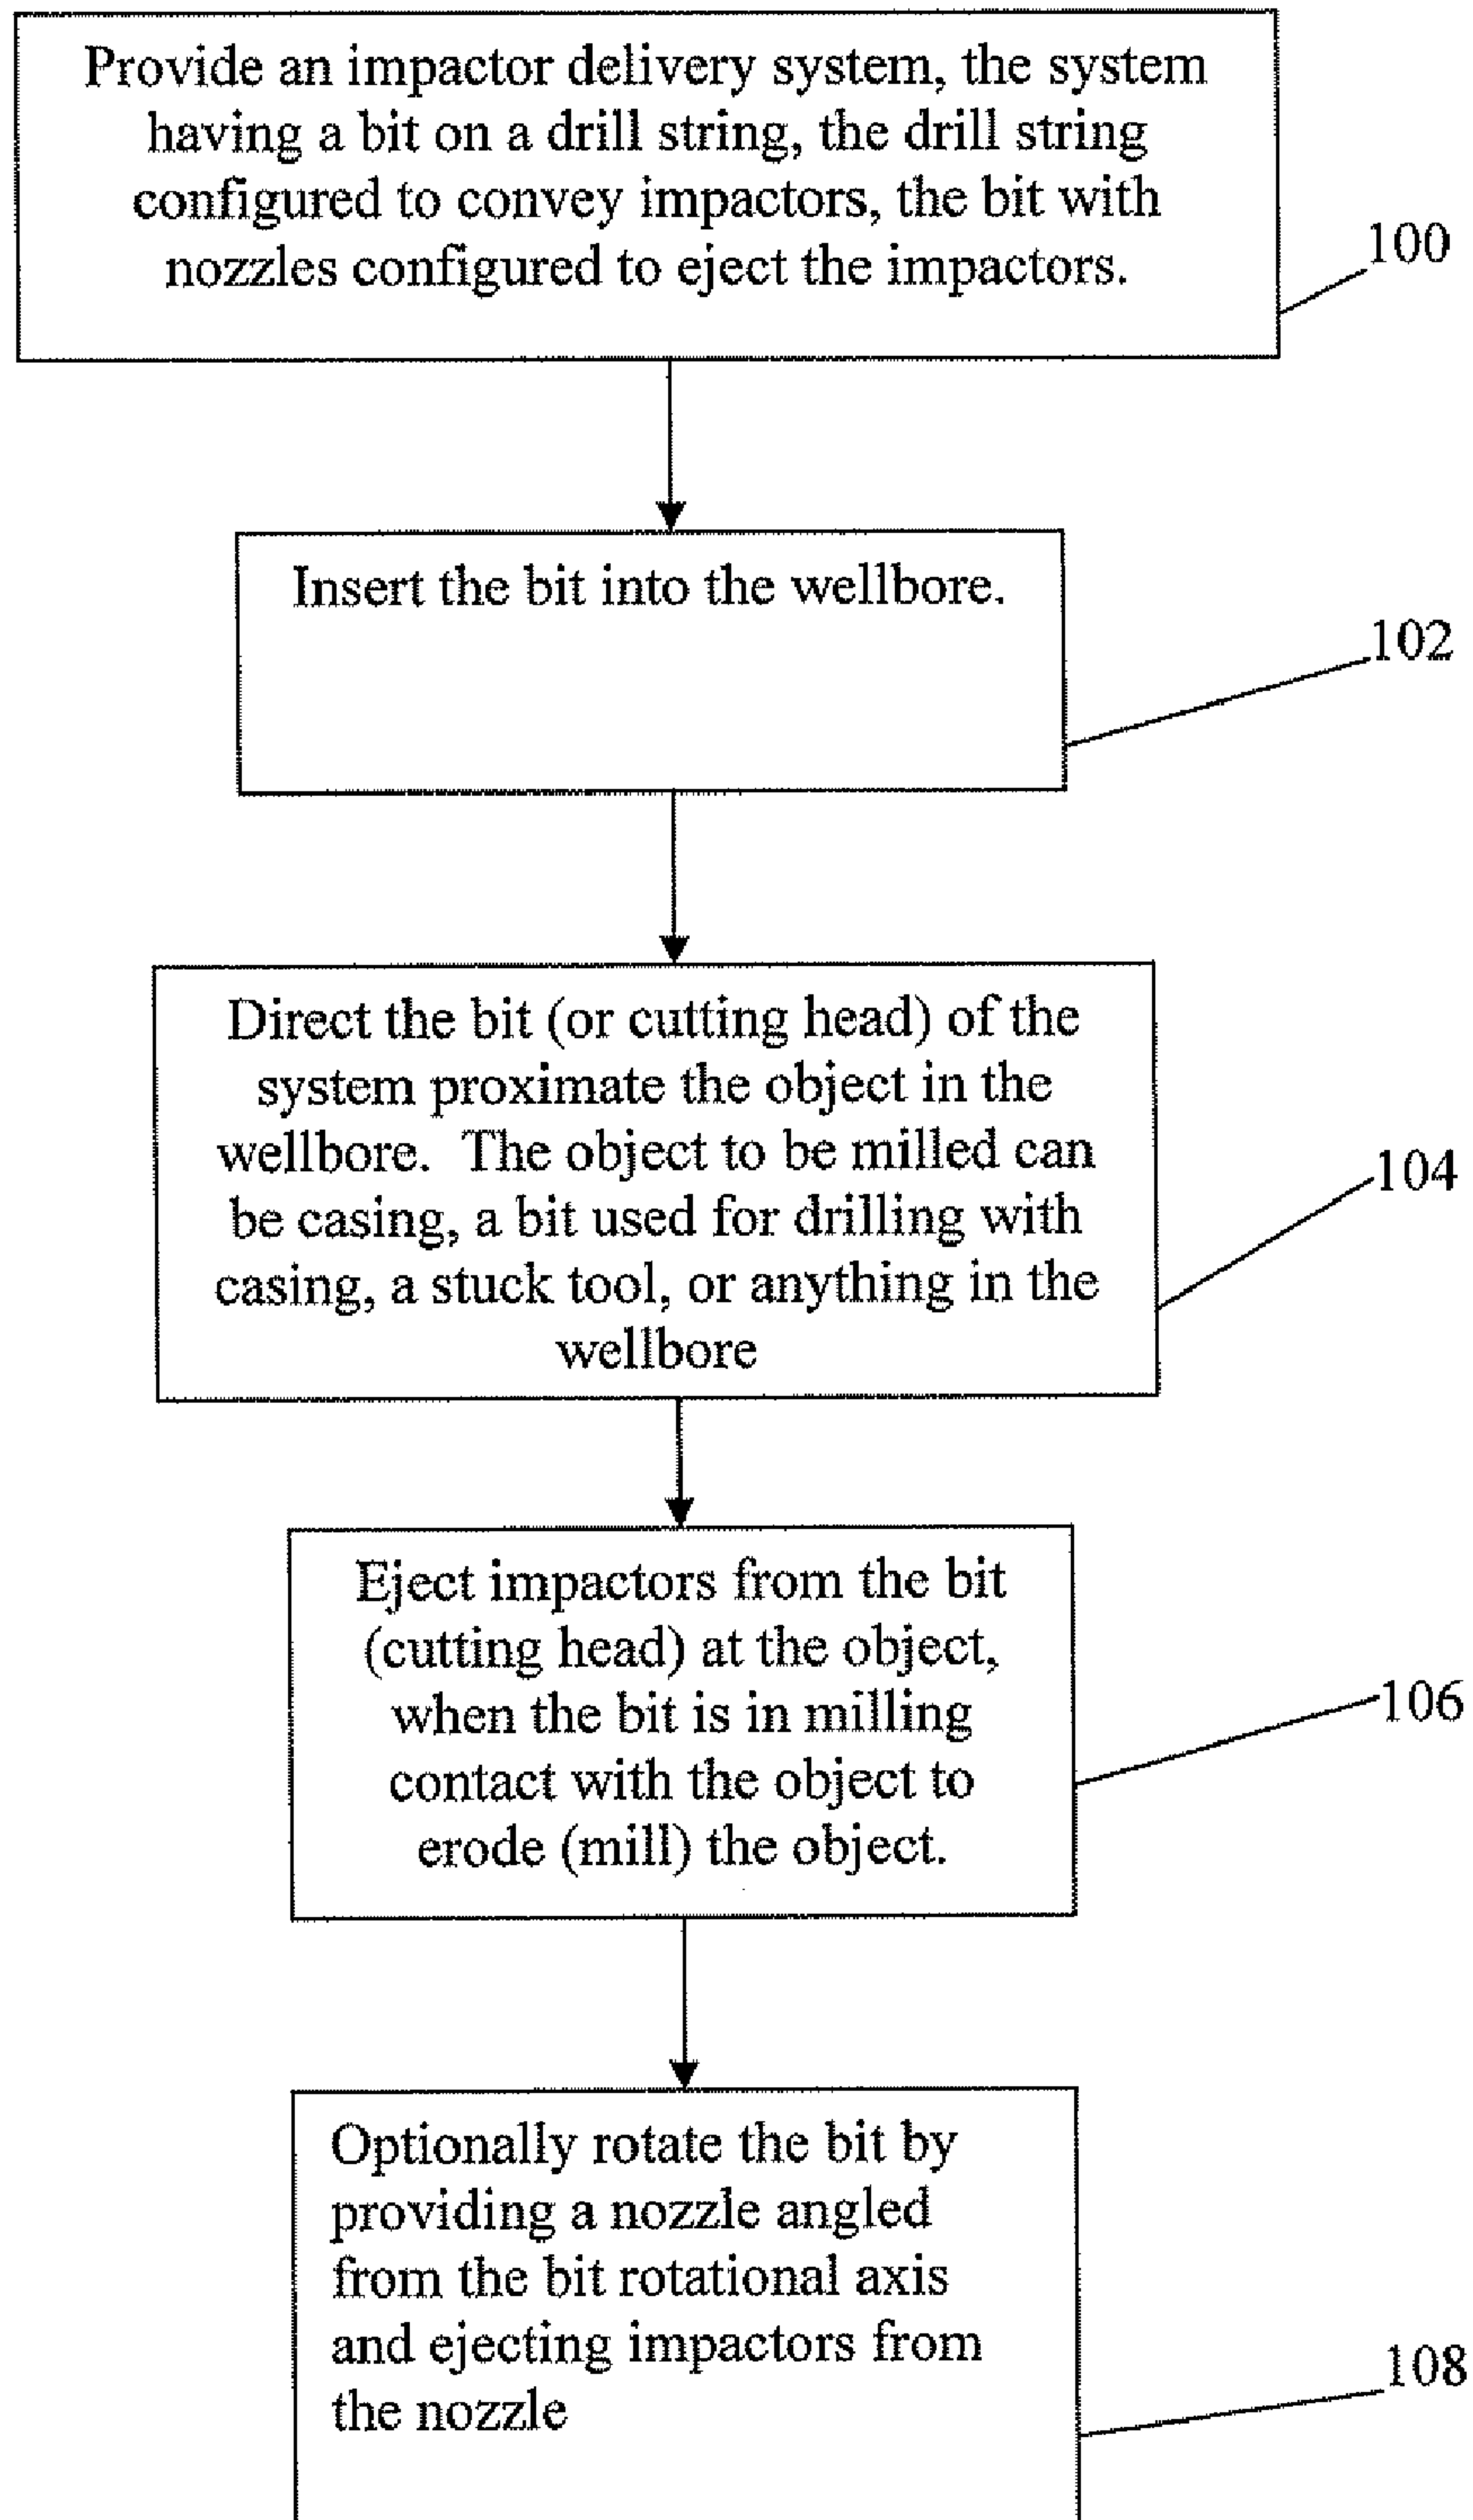 Provide an impactor delivery system, the system
having a bit on a drill string, the drill string
configured to convey impactors, the bit with
nozzles configured to eject the impactors.
100
Insert the bit into the wellbore.
102
Direct the bit (or cutting head) of the
system proximate the object in the
wellbore.  The object to be milled can
be casing, a bit used for drilling with
casing, a stuck tool, or anything in the
wellbore
104
Eject impactors from the bit
(cutting head) at the object,
when the bit is in milling
contact with the object to
erode (mill) the object.
106
Optionally rotate the bit by
providing a nozzle angled
from the bit rotational axis
and ejecting impactors from
the nozzle
108